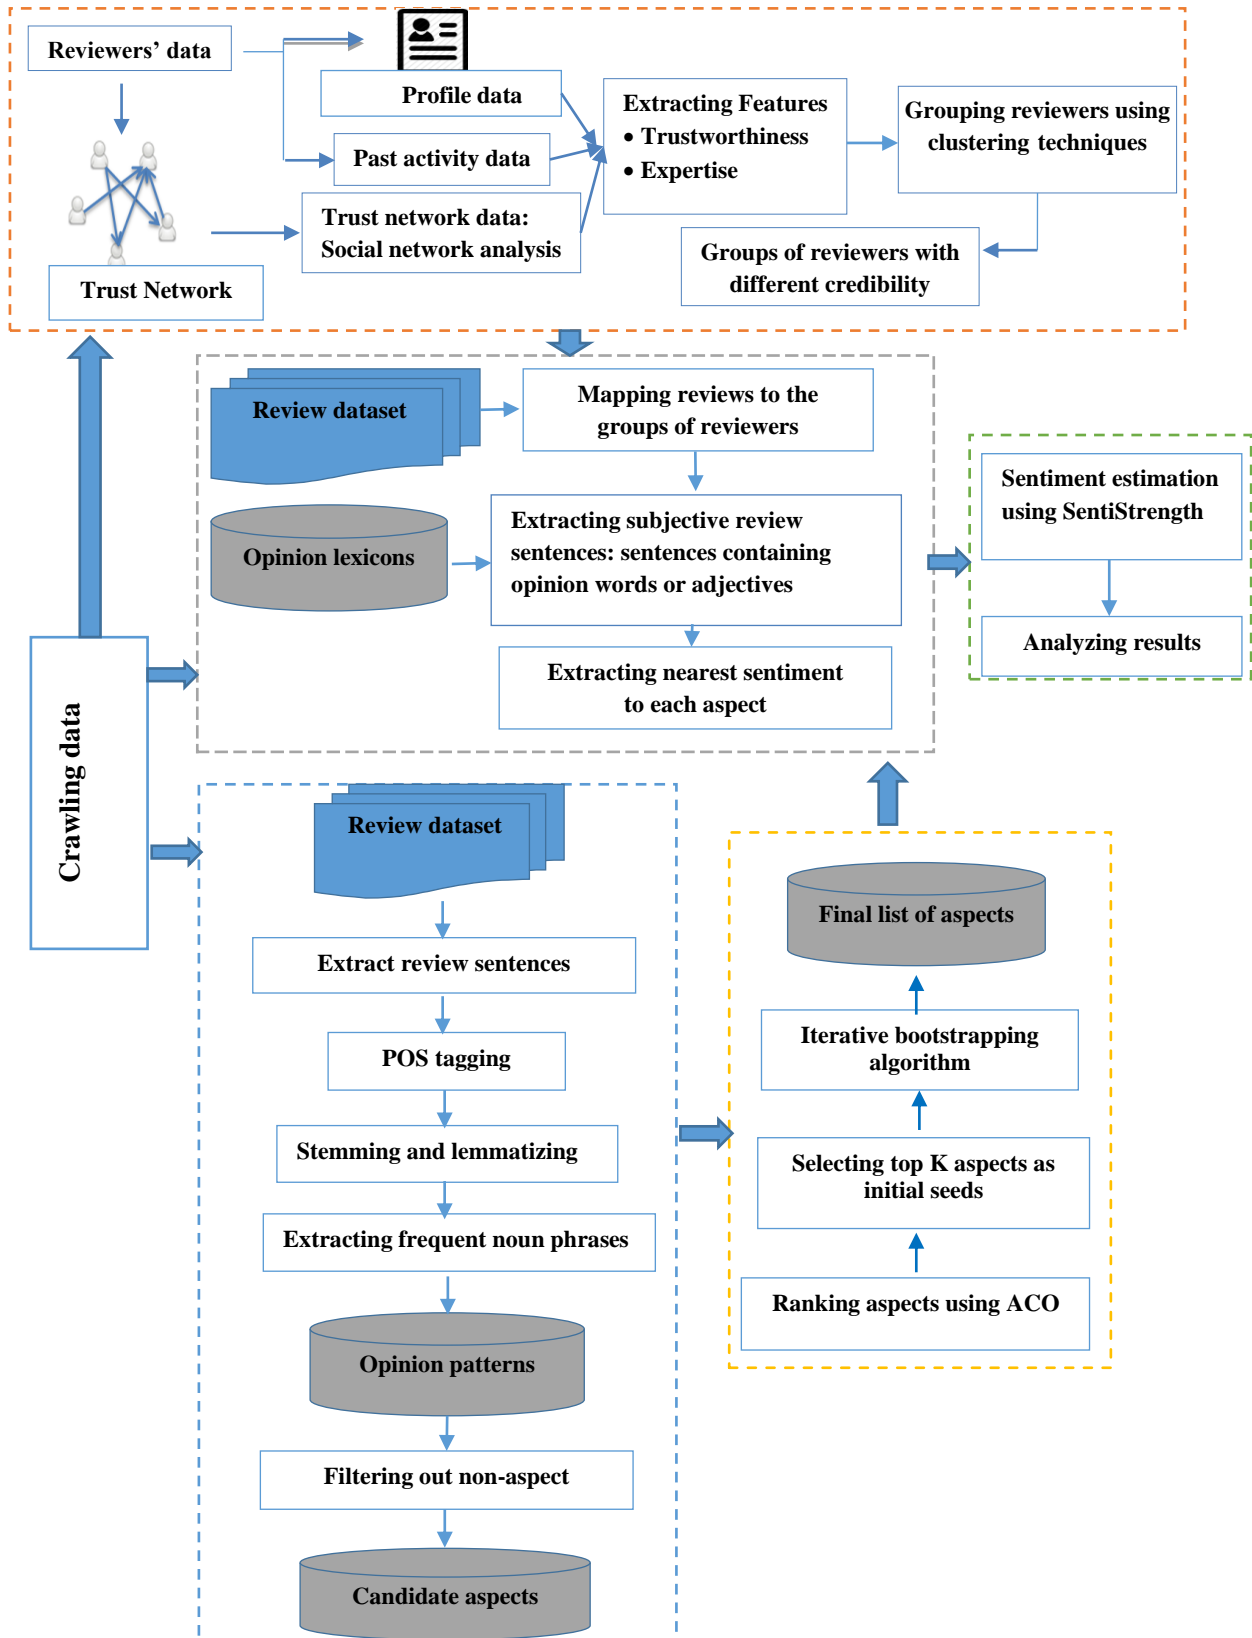 Reviewers' data
Profile data
Past activity data
Trust network data:
Social network analysis
Trust Network
Extracting Features
• Trustworthiness
• Expertise
Grouping reviewers using
clustering techniques
Groups of reviewers with
different credibility
Review dataset
Mapping reviews to the
groups of reviewers
Opinion lexicons
Extracting subjective review
sentences: sentences containing
opinion words or adjectives
Extracting nearest sentiment
to each aspect
Sentiment estimation
using SentiStrength
Analyzing results
Crawling data
Review dataset
Extract review sentences
POS tagging
Stemming and lemmatizing
Extracting frequent noun phrases
Opinion patterns
Filtering out non-aspect
Candidate aspects
Final list of aspects
Iterative bootstrapping
algorithm
Selecting top K aspects as
initial seeds
Ranking aspects using ACO